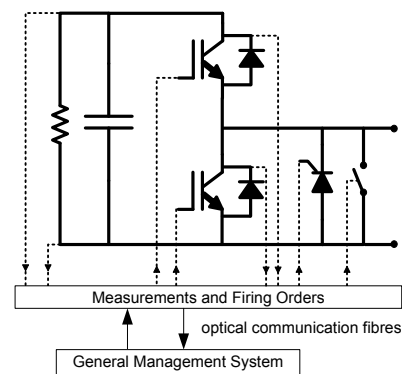 Measurements and Firing Orders
optical communication fibres
General Management System